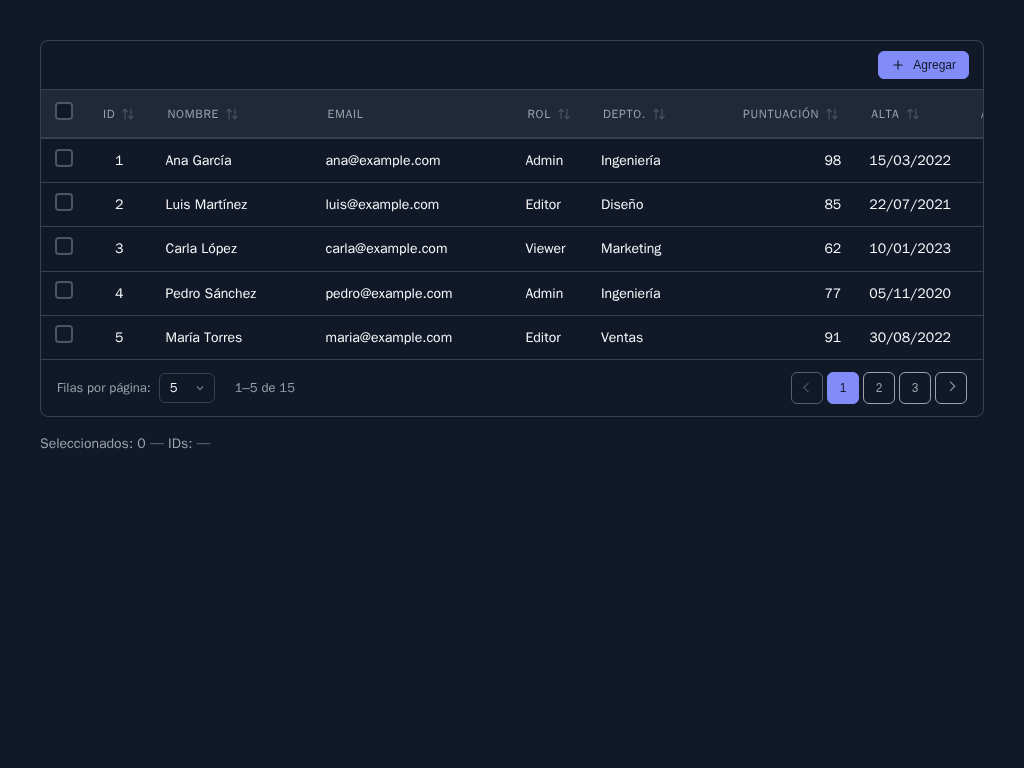 Agregar
ID NOMBRE EMAIL ROL DEPTO. PUNTUACIÓN ALTA
1 Ana García ana@example.com Admin Ingeniería 98 15/03/2022
2 Luis Martínez luis@example.com Editor Diseño 85 22/07/2021
3 Carla López carla@example.com Viewer Marketing 62 10/01/2023
4 Pedro Sánchez pedro@example.com Admin Ingeniería 77 05/11/2020
5 María Torres maria@example.com Editor Ventas 91 30/08/2022
Filas por página: 5 1–5 de 15 1 2 3
Seleccionados: 0 — IDs: —